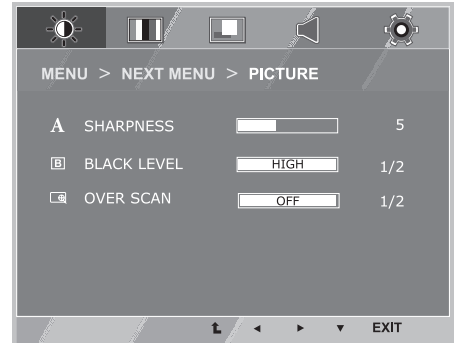 MENU > NEXT MENU > PICTURE
A SHARPNESS 5
B BLACK LEVEL HIGH 1/2
OVER SCAN OFF 1/2
EXIT